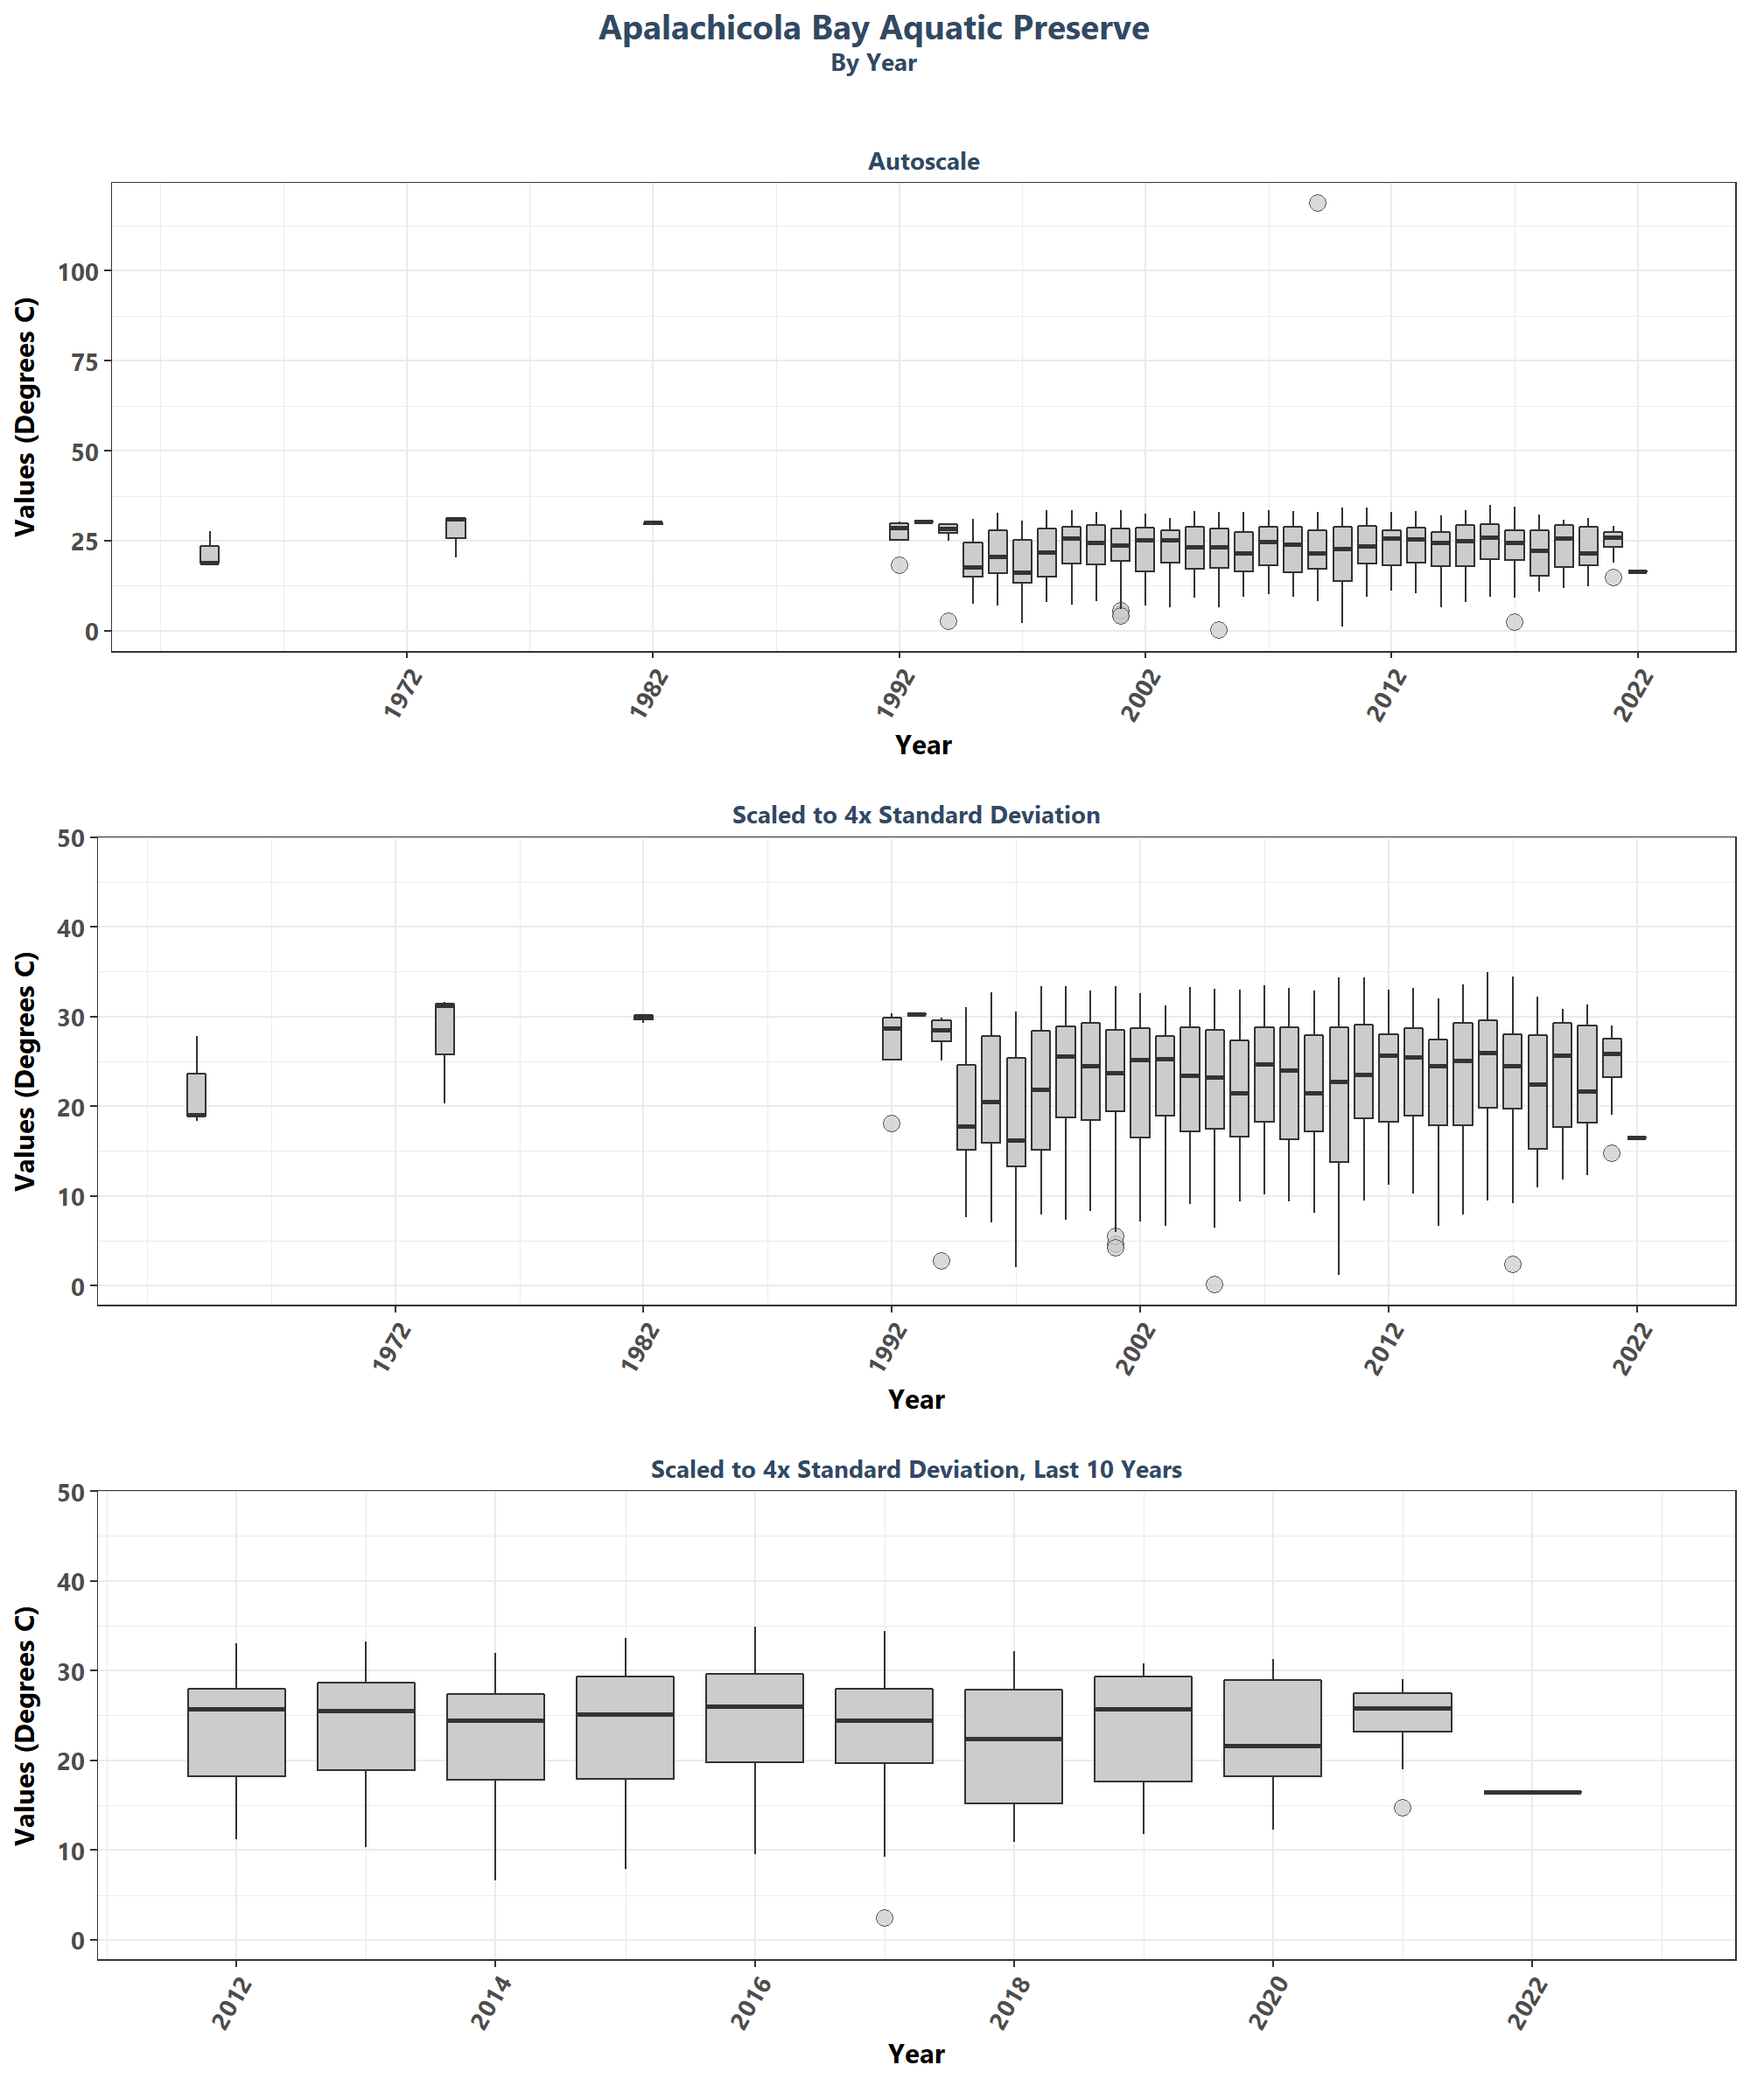 Apalachicola Bay Aquatic Preserve
By Year
Autoscale
Values (Degrees C)
100
75
50
25
0
1972 1982 1992 2002 2012 2022
Year
Scaled to 4x Standard Deviation
Values (Degrees C)
50
40
30
20
10
0
1972 1982 1992 2002 2012 2022
Year
Scaled to 4x Standard Deviation, Last 10 Years
Values (Degrees C)
50
40
30
20
10
0
2012 2014 2016 2018 2020 2022
Year